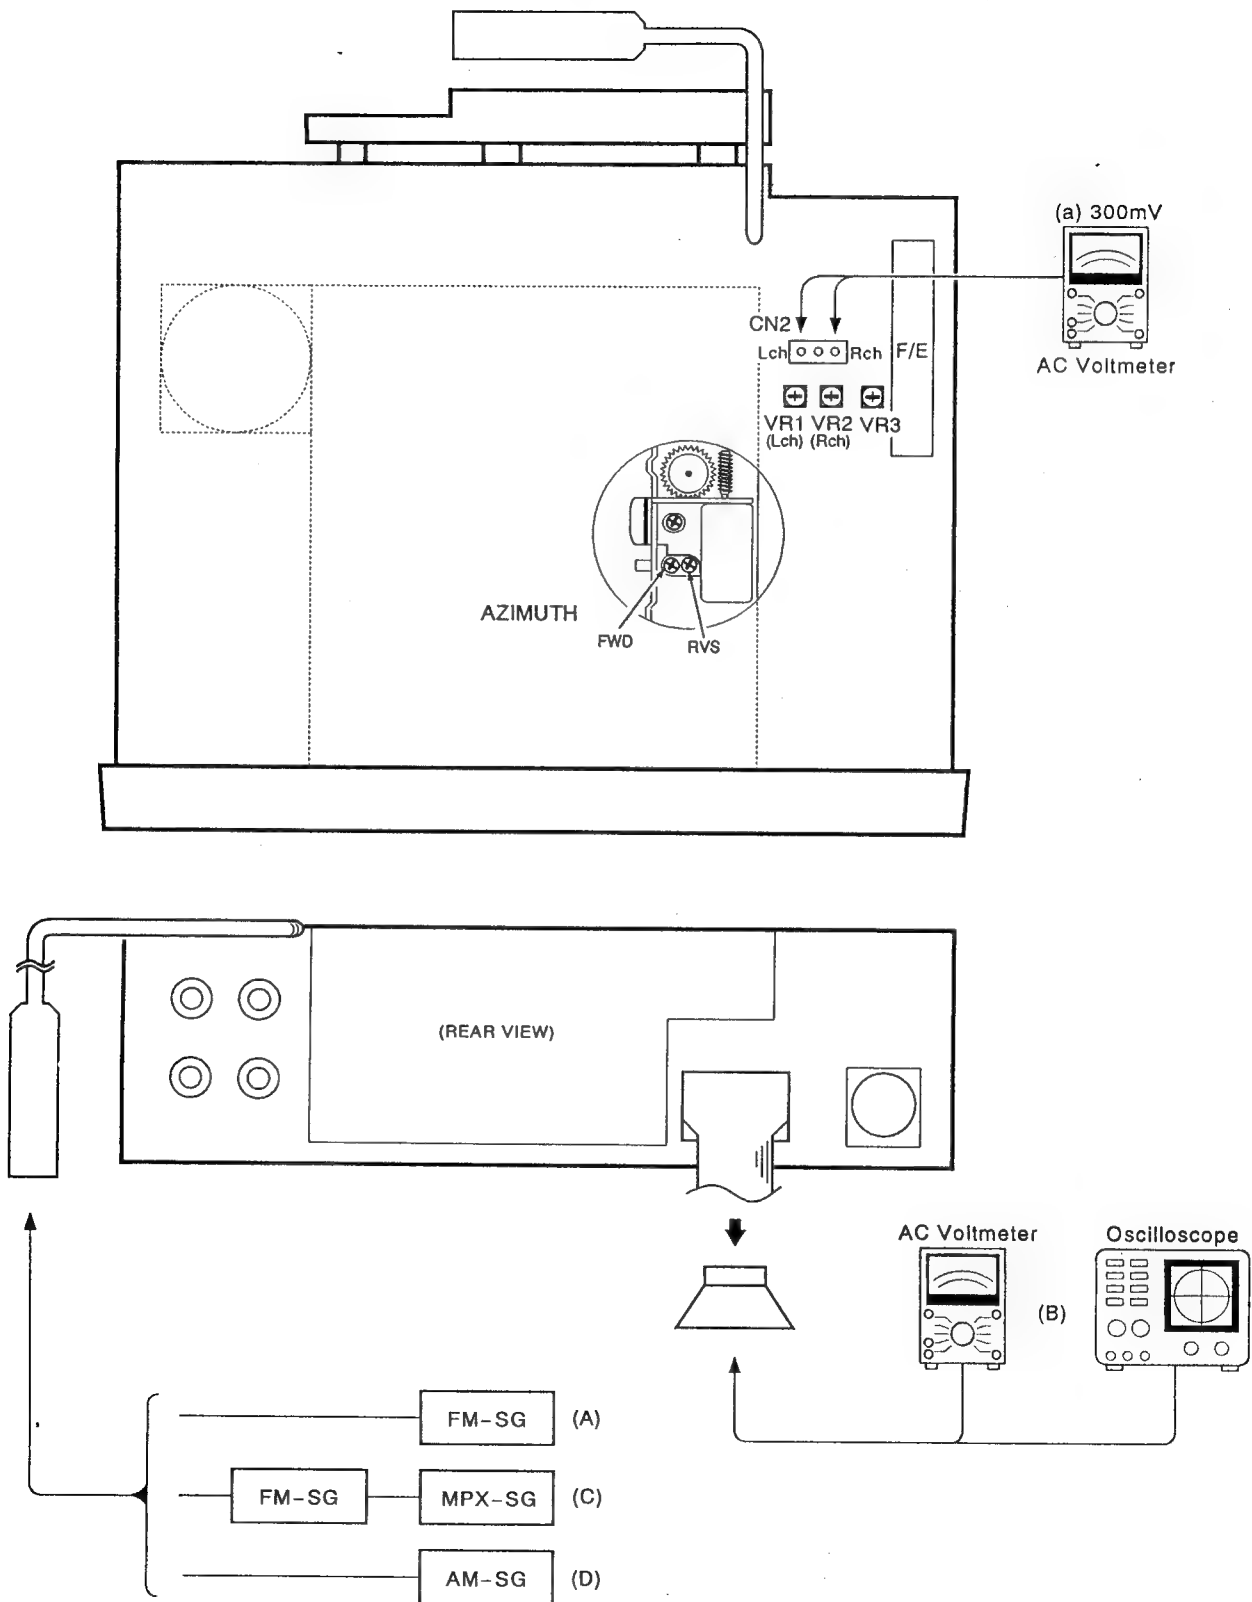 (a) 300mV
AC Voltmeter
CN2
Lch
Rch
F/E
VR1 VR2 VR3
(Lch) (Rch)
AZIMUTH
FWD
RVS
(REAR VIEW)
AC Voltmeter
Oscilloscope
(B)
FM-SG (A)
FM-SG MPX-SG (C)
AM-SG (D)